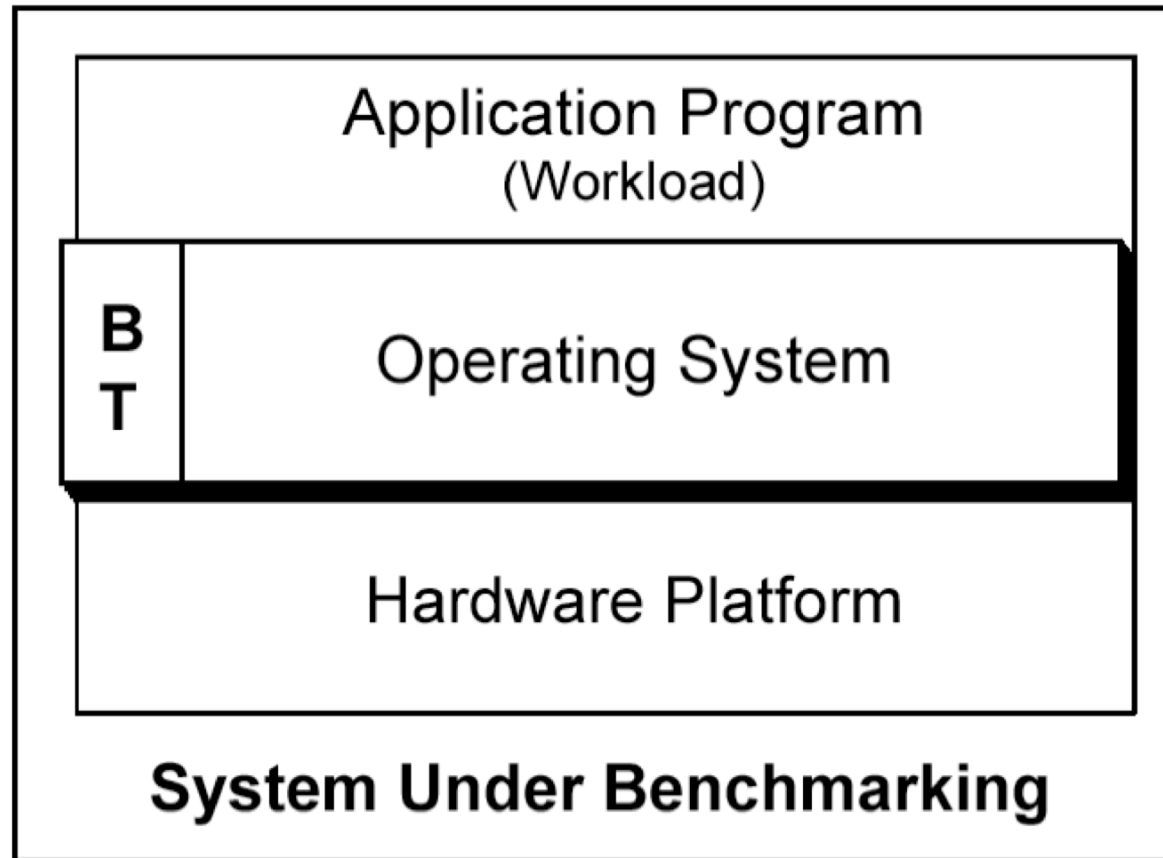 Application Program
(Workload)
B
T
Operating System
Hardware Platform
System Under Benchmarking